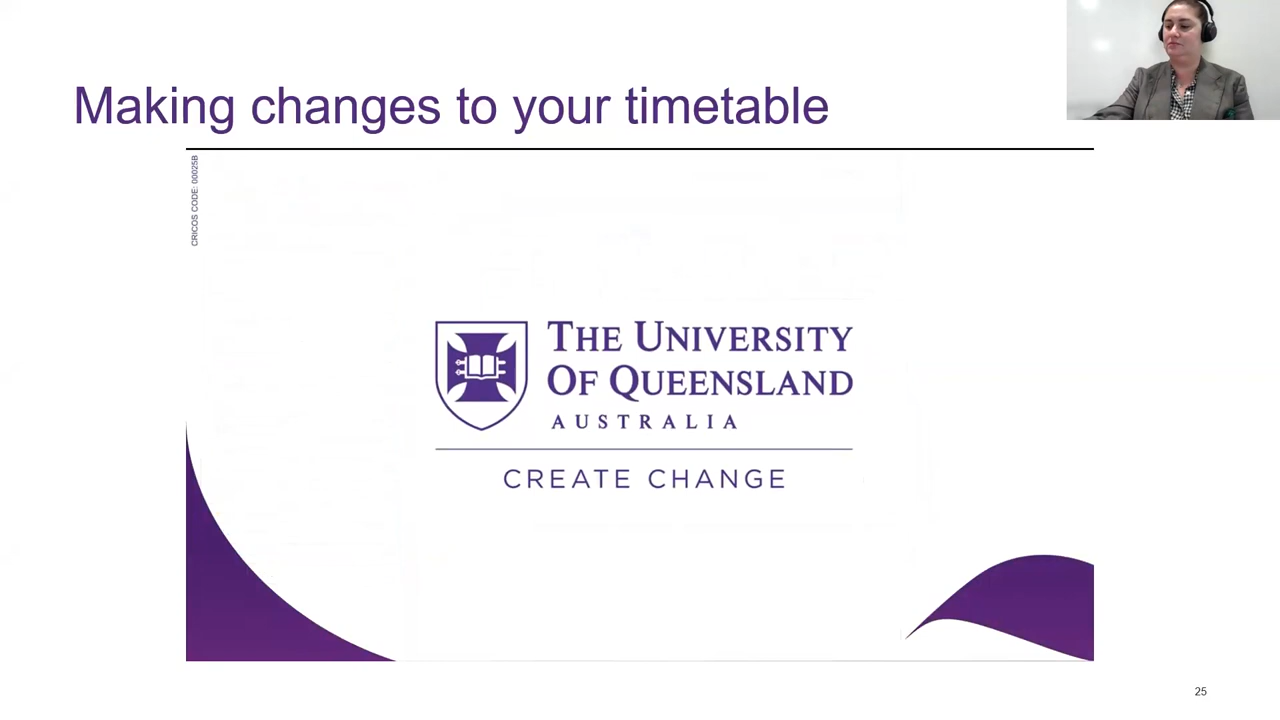 Making changes to your timetable
CRICOS CODE: 00025B
THE UNIVERSITY
OF QUEENSLAND
AUSTRALIA
CREATE CHANGE
25